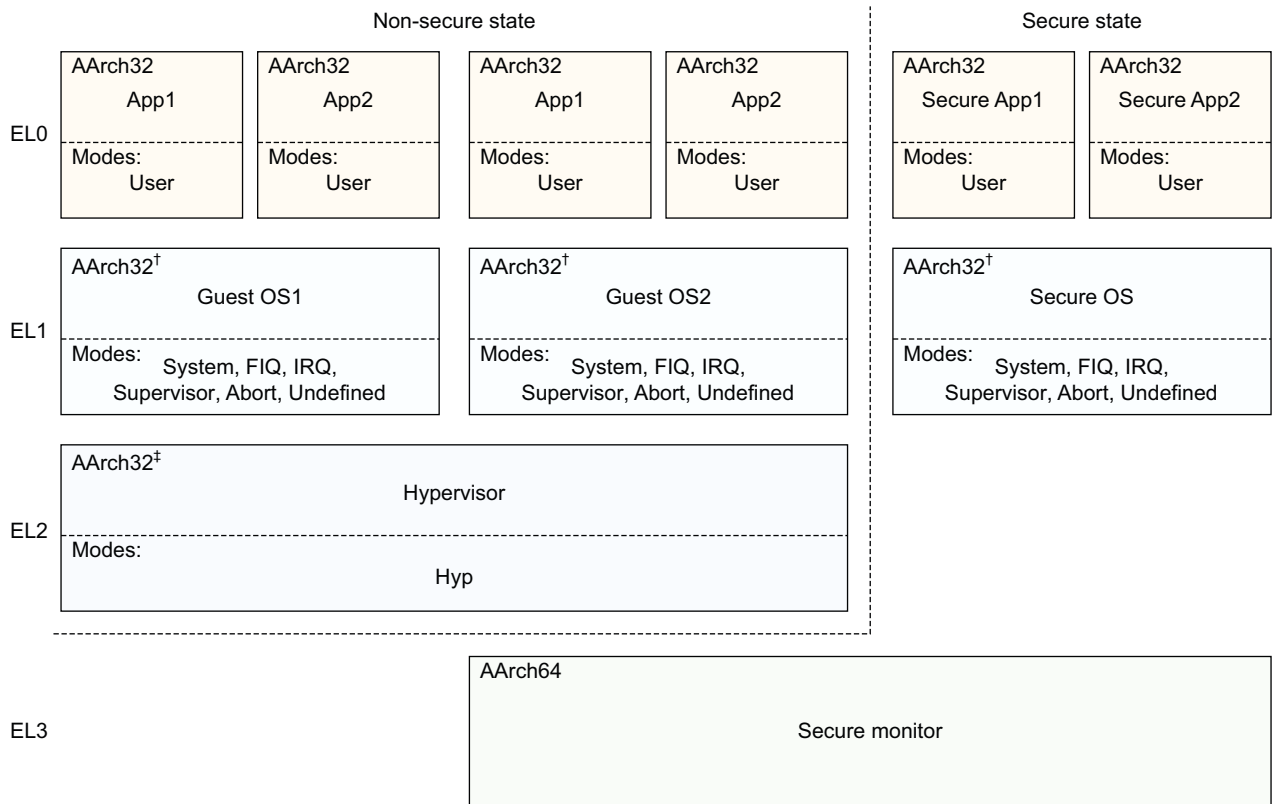 Non-secure state
Secure state
AArch32
App1
Modes:
User
AArch32
App2
Modes:
User
AArch32
App1
Modes:
User
AArch32
App2
Modes:
User
AArch32
Secure App1
Modes:
User
AArch32
Secure App2
Modes:
User
EL0
AArch32†
Guest OS1
Modes:
System, FIQ, IRQ,
Supervisor, Abort, Undefined
AArch32†
Guest OS2
Modes:
System, FIQ, IRQ,
Supervisor, Abort, Undefined
AArch32†
Secure OS
Modes:
System, FIQ, IRQ,
Supervisor, Abort, Undefined
EL1
AArch32‡
Hypervisor
EL2
Modes:
Hyp
AArch64
EL3
Secure monitor